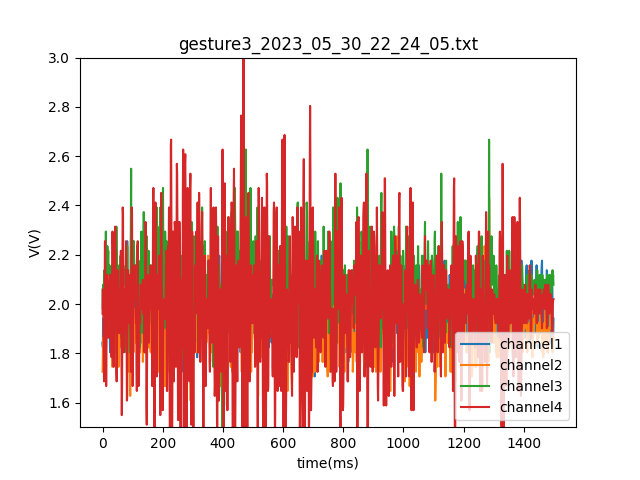 gesture3_2023_05_30_22_24_05.txt
3.0
2.8
2.6
2.4
2.2
2.0
1.8
1.6
V(V)
0 200 400 600 800 1000 1200 1400
time(ms)
channel1
channel2
channel3
channel4